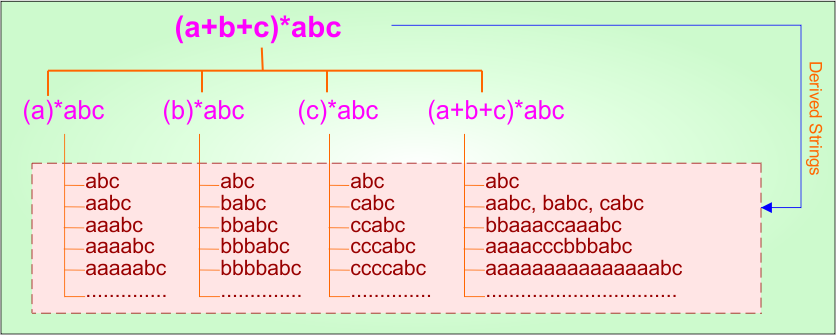 (a+b+c)*abc
(a)*abc (b)*abc (c)*abc (a+b+c)*abc
abc abc abc abc
aabc babc cabc aabc, babc, cabc
aaabc bbabc ccabc bbaaaccaaabc
aaaabc bbbabc cccabc aaaacccbbbabc
aaaaabc bbbbabc ccccabc aaaaaaaaaaaaaaabc
.............. .............. .............. .................................
Derived Strings